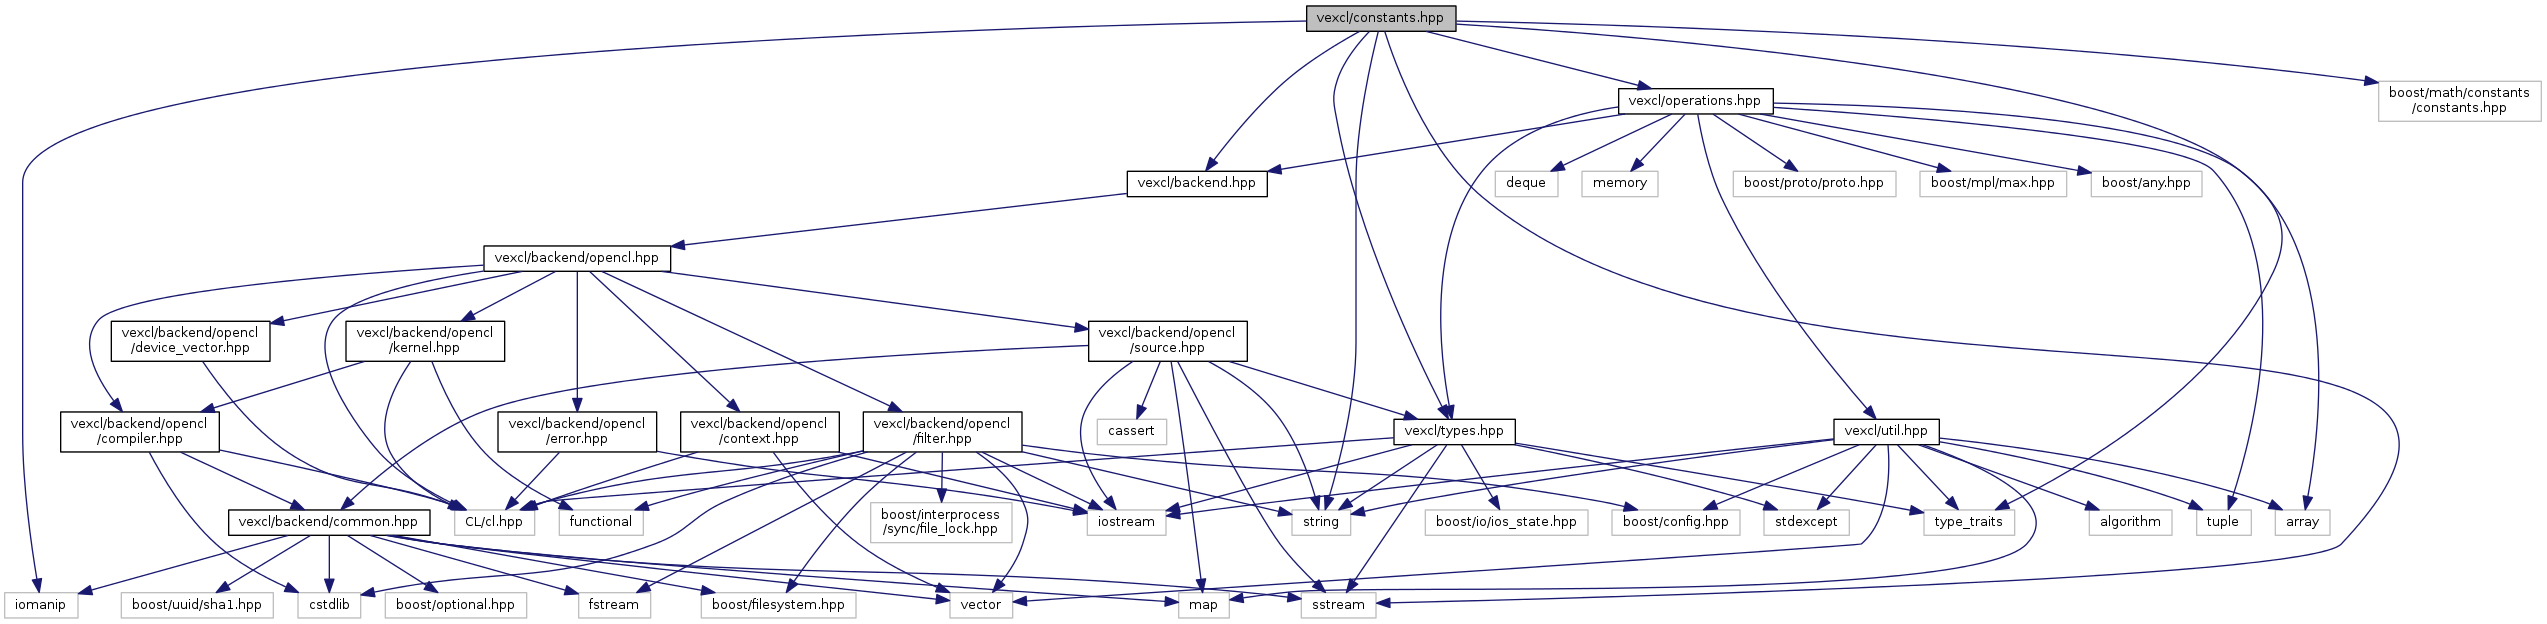 vexcl/constants.hpp
boost/math/constants
/constants.hpp
vexcl/operations.hpp
vexcl/backend.hpp
deque
memory
boost/proto/proto.hpp
boost/mpl/max.hpp
boost/any.hpp
vexcl/backend/opencl.hpp
vexcl/backend/opencl
/device_vector.hpp
vexcl/backend/opencl
/kernel.hpp
vexcl/backend/opencl
/source.hpp
vexcl/backend/opencl
/compiler.hpp
vexcl/backend/opencl
/error.hpp
vexcl/backend/opencl
/context.hpp
vexcl/backend/opencl
/filter.hpp
cassert
vexcl/types.hpp
vexcl/util.hpp
vexcl/backend/common.hpp
CL/cl.hpp
functional
boost/interprocess
/sync/file_lock.hpp
iostream
string
boost/io/ios_state.hpp
boost/config.hpp
stdexcept
type_traits
algorithm
tuple
array
iomanip
boost/uuid/sha1.hpp
cstdlib
boost/optional.hpp
fstream
boost/filesystem.hpp
vector
map
sstream